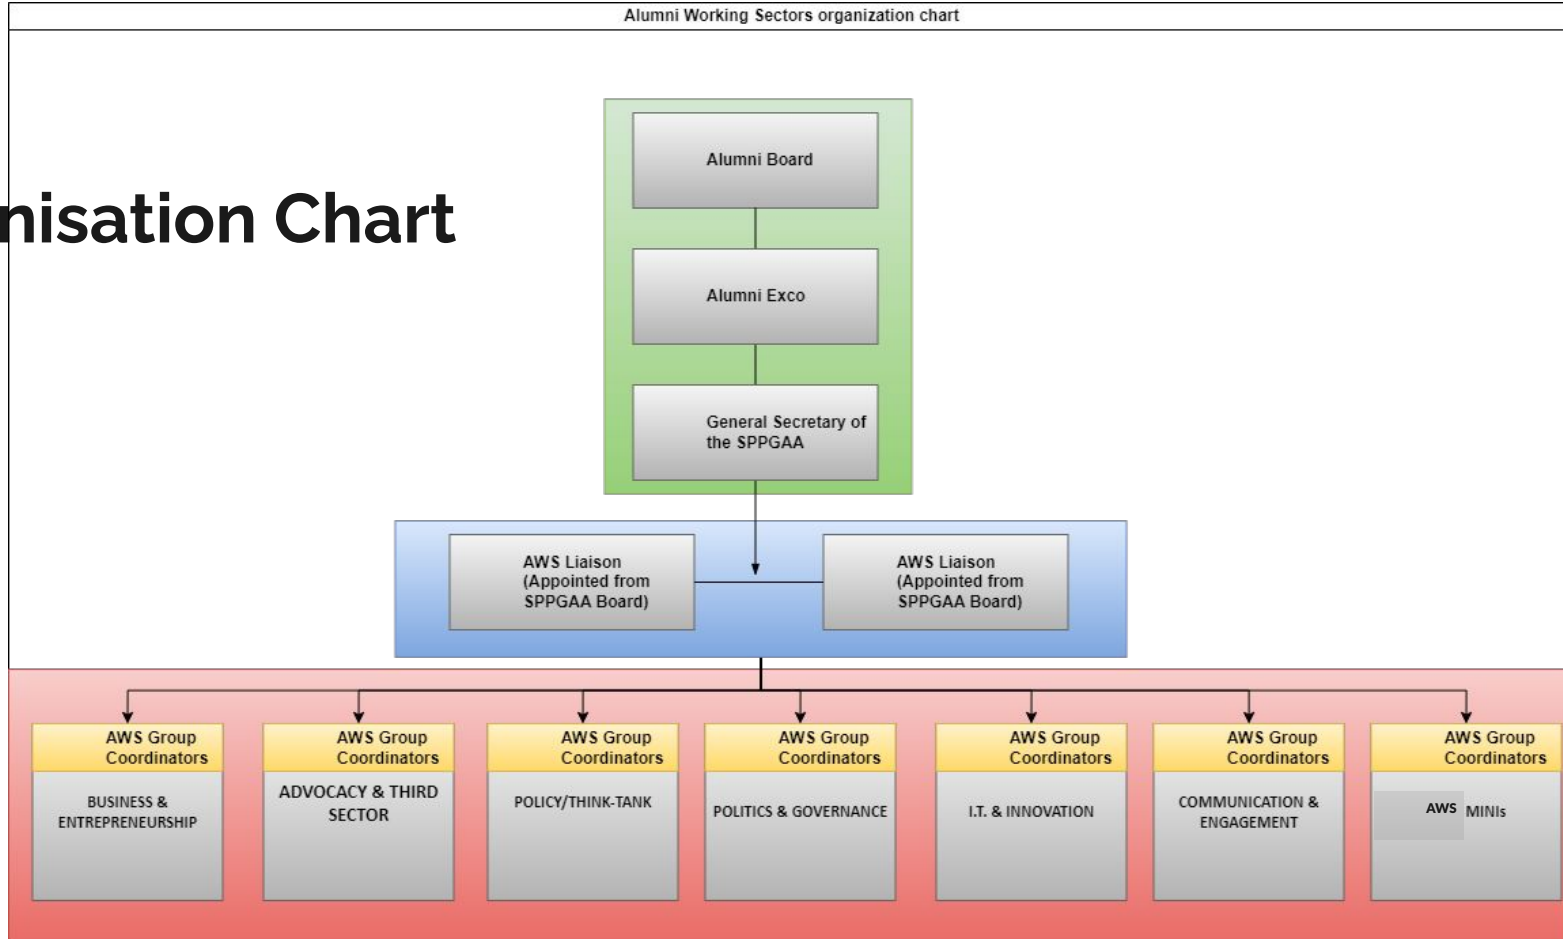 Alumni Working Sectors organization chart
nisation Chart
Alumni Board
Alumni Exco
General Secretary of
the SPPGAA
AWS Liaison
(Appointed from
SPPGAA Board)
AWS Liaison
(Appointed from
SPPGAA Board)
AWS Group
Coordinators
BUSINESS &
ENTREPRENEURSHIP
AWS Group
Coordinators
ADVOCACY & THIRD
SECTOR
AWS Group
Coordinators
POLICY/THINK-TANK
AWS Group
Coordinators
POLITICS & GOVERNANCE
AWS Group
Coordinators
I.T. & INNOVATION
AWS Group
Coordinators
COMMUNICATION &
ENGAGEMENT
AWS Group
Coordinators
AWS MINIs